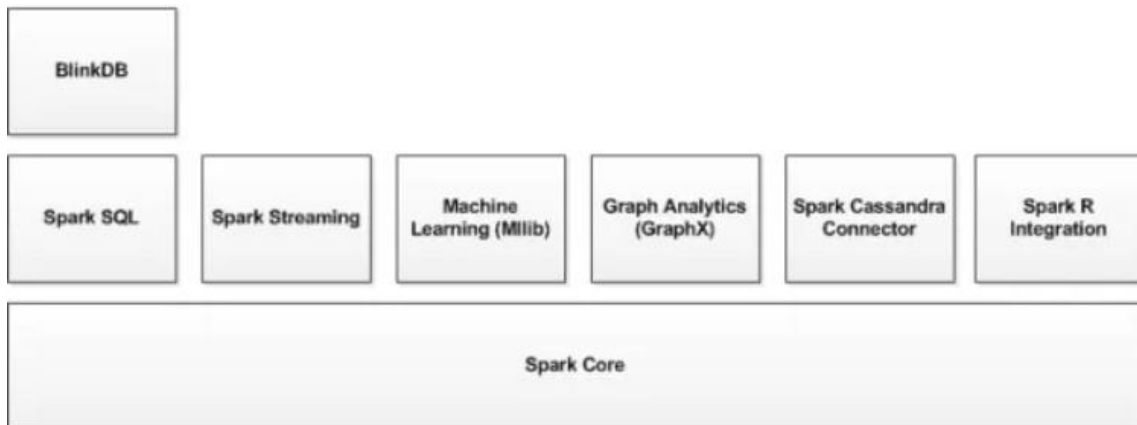 BlinkDB
Spark SQL
Spark Streaming
Machine
Learning (Mllib)
Graph Analytics
(GraphX)
Spark Cassandra
Connector
Spark R
Integration
Spark Core